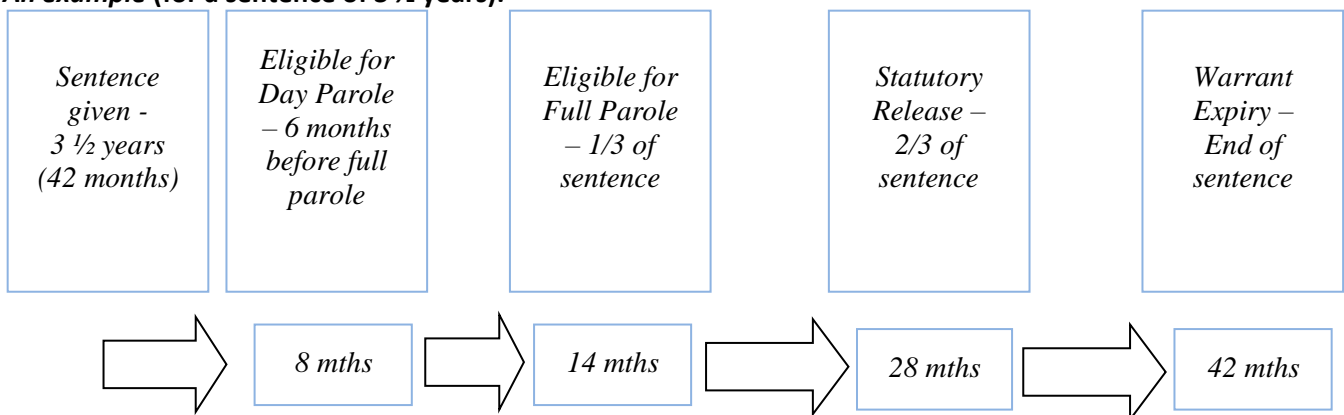 An example (for a sentence of 3 ½ years):
Sentence
given -
3 ½ years
(42 months)
Eligible for
Day Parole
– 6 months
before full
parole
Eligible for
Full Parole
– 1/3 of
sentence
Statutory
Release –
2/3 of
sentence
Warrant
Expiry –
End of
sentence
8 mths
14 mths
28 mths
42 mths